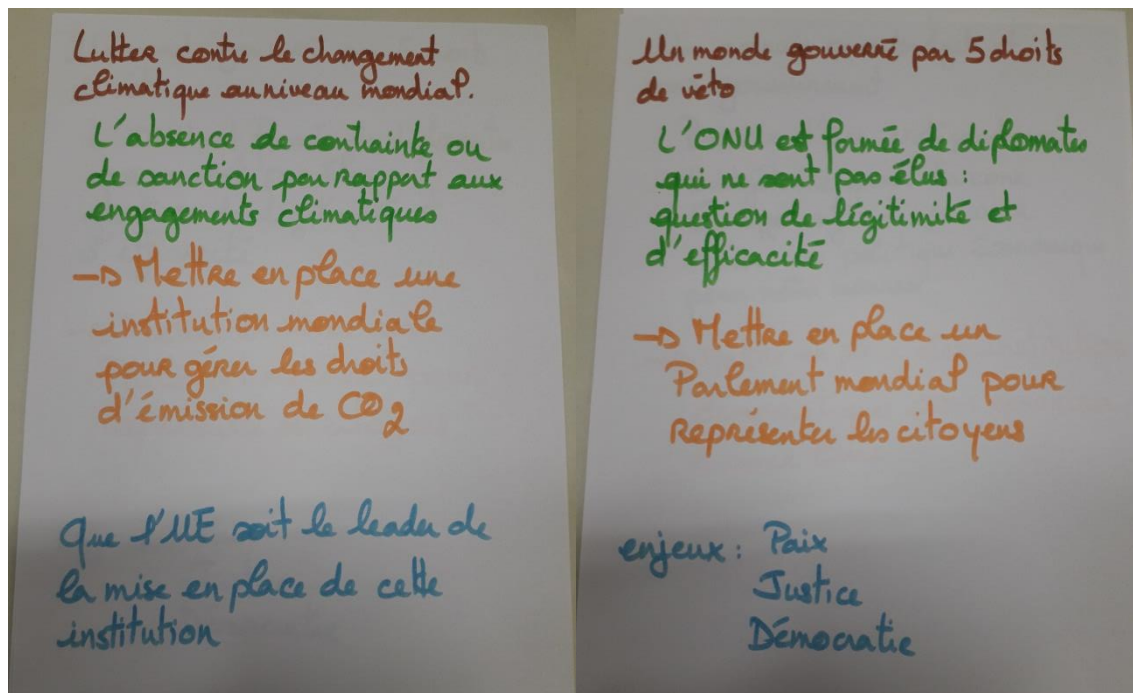 Lutter contre le changement
climatique au niveau mondial.
L'absence de contrainte ou
de sanction par rapport aux
engagements climatiques
→ Mettre en place une
institution mondiale
pour gérer les droits
d'émission de CO2
Que l'UE soit le leader de
la mise en place de cette
institution
Un monde gouverné par 5 droits
de véto
L'ONU est formée de diplomates
qui ne sont pas élus :
question de légitimité et
d'efficacité
→ Mettre en place un
Parlement mondial pour
représenter les citoyens
enjeux : Paix
Justice
Démocratie